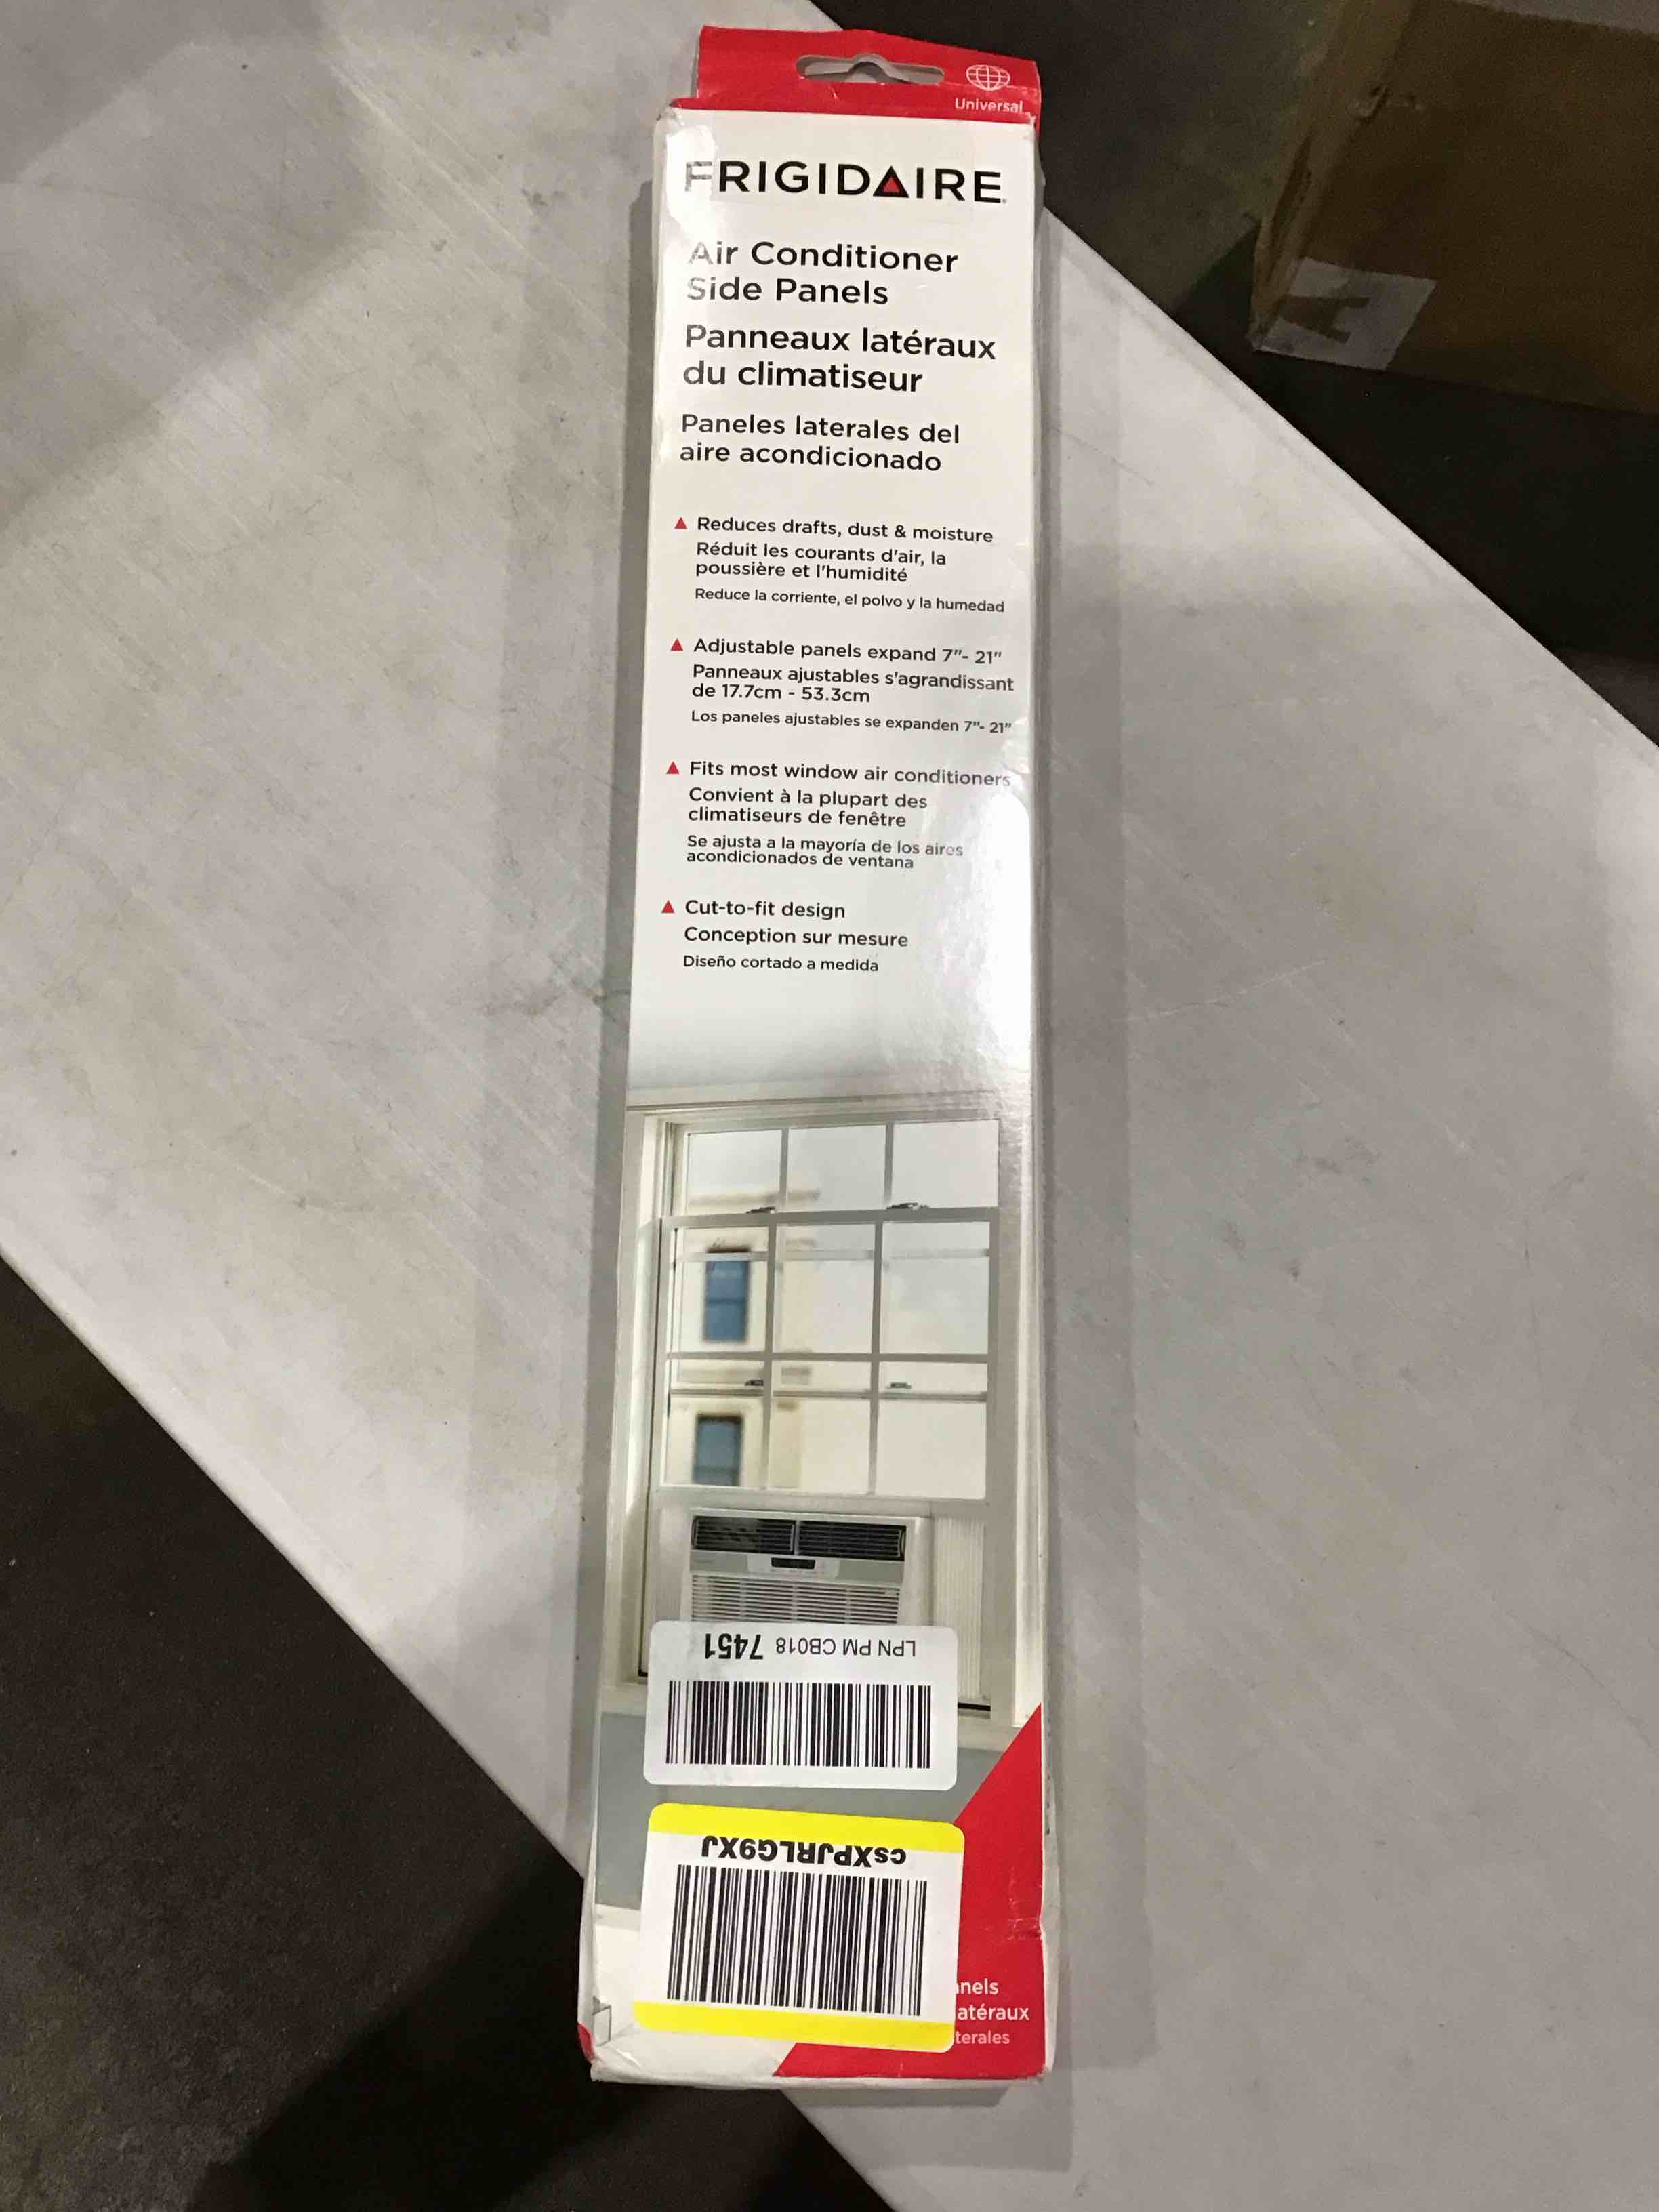 Universal
FRIGIDAIRE
Air Conditioner
Side Panels
Panneaux latéraux
du climatiseur
Paneles laterales del
aire acondicionado
Reduces drafts, dust & moisture
Réduit les courants d'air, la
poussière et l'humidité
Reduce la corriente, el polvo y la humedad
Adjustable panels expand 7"- 21"
Panneaux ajustables s'agrandissant
de 17.7cm - 53.3cm
Los paneles ajustables se expanden 7"- 21"
Fits most window air conditioners
Convient à la plupart des
climatiseurs de fenêtre
Se ajusta a la mayoría de los aires
acondicionados de ventana
Cut-to-fit design
Conception sur mesure
Diseño cortado a medida
LPN PM CB018 7451
csXPJRLG9XJ
nels
atéraux
terales
A